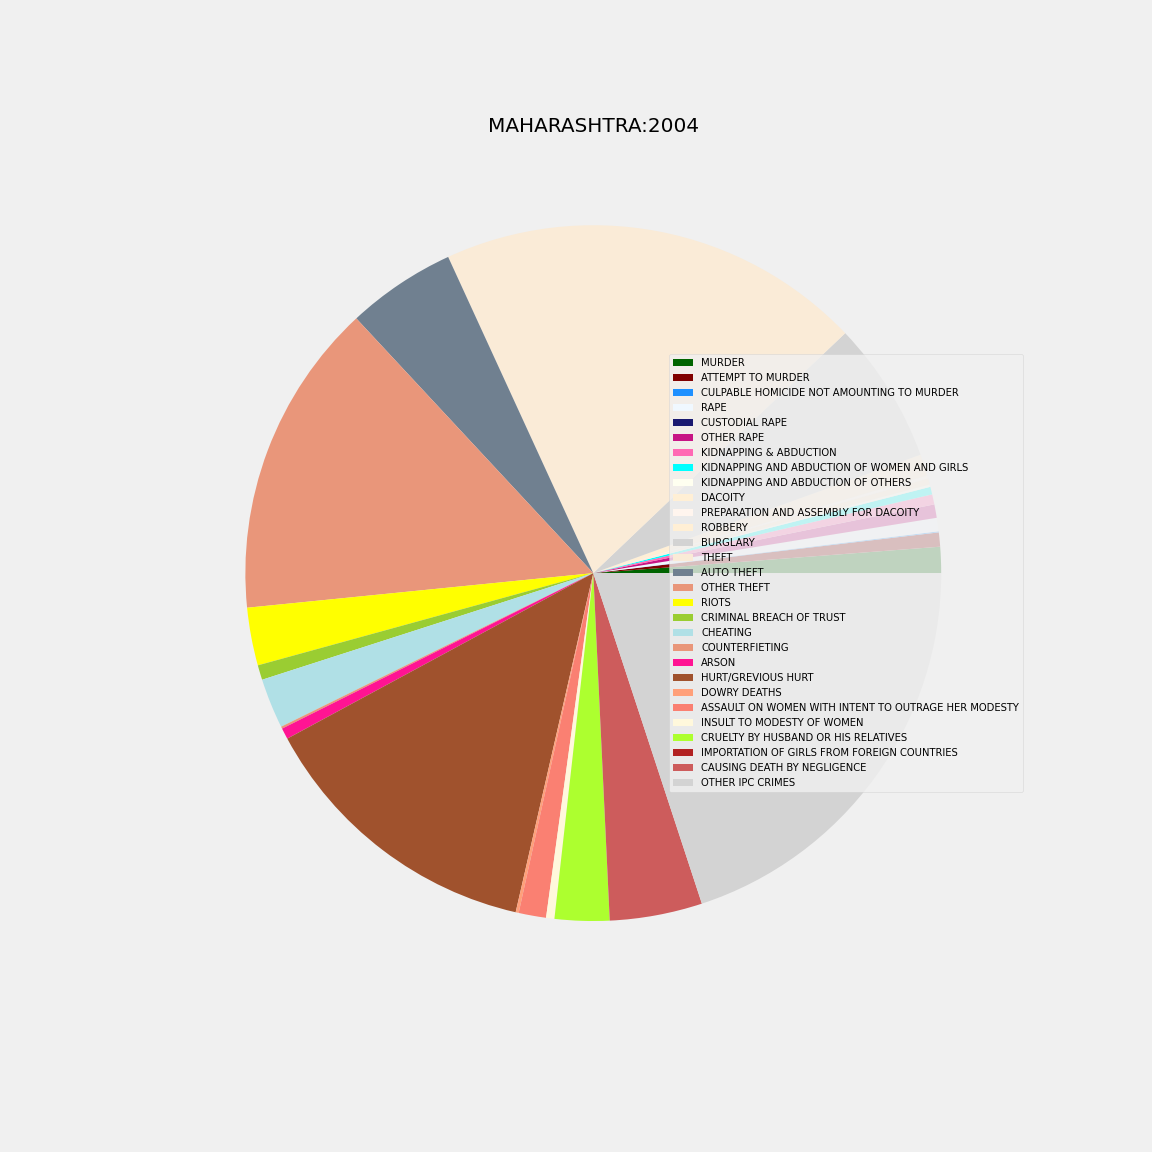 MAHARASHTRA:2004
MURDER
ATTEMPT TO MURDER
CULPABLE HOMICIDE NOT AMOUNTING TO MURDER
RAPE
CUSTODIAL RAPE
OTHER RAPE
KIDNAPPING & ABDUCTION
KIDNAPPING AND ABDUCTION OF WOMEN AND GIRLS
KIDNAPPING AND ABDUCTION OF OTHERS
DACOITY
PREPARATION AND ASSEMBLY FOR DACOITY
ROBBERY
BURGLARY
THEFT
AUTO THEFT
OTHER THEFT
RIOTS
CRIMINAL BREACH OF TRUST
CHEATING
COUNTERFIETING
ARSON
HURT/GREVIOUS HURT
DOWRY DEATHS
ASSAULT ON WOMEN WITH INTENT TO OUTRAGE HER MODESTY
INSULT TO MODESTY OF WOMEN
CRUELTY BY HUSBAND OR HIS RELATIVES
IMPORTATION OF GIRLS FROM FOREIGN COUNTRIES
CAUSING DEATH BY NEGLIGENCE
OTHER IPC CRIMES